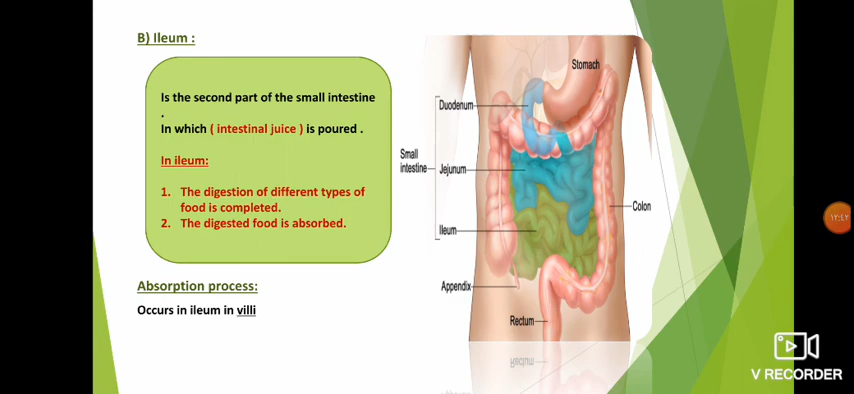 B) Ileum :
Is the second part of the small intestine
.
In which ( intestinal juice ) is poured .
In ileum:
1. The digestion of different types of
food is completed.
2. The digested food is absorbed.
Absorption process:
Occurs in ileum in villi
Stomach
Duodenum
Small
intestine
Jejunum
Colon
Ileum
Appendix
Rectum
١٢:٤٢
V RECORDER